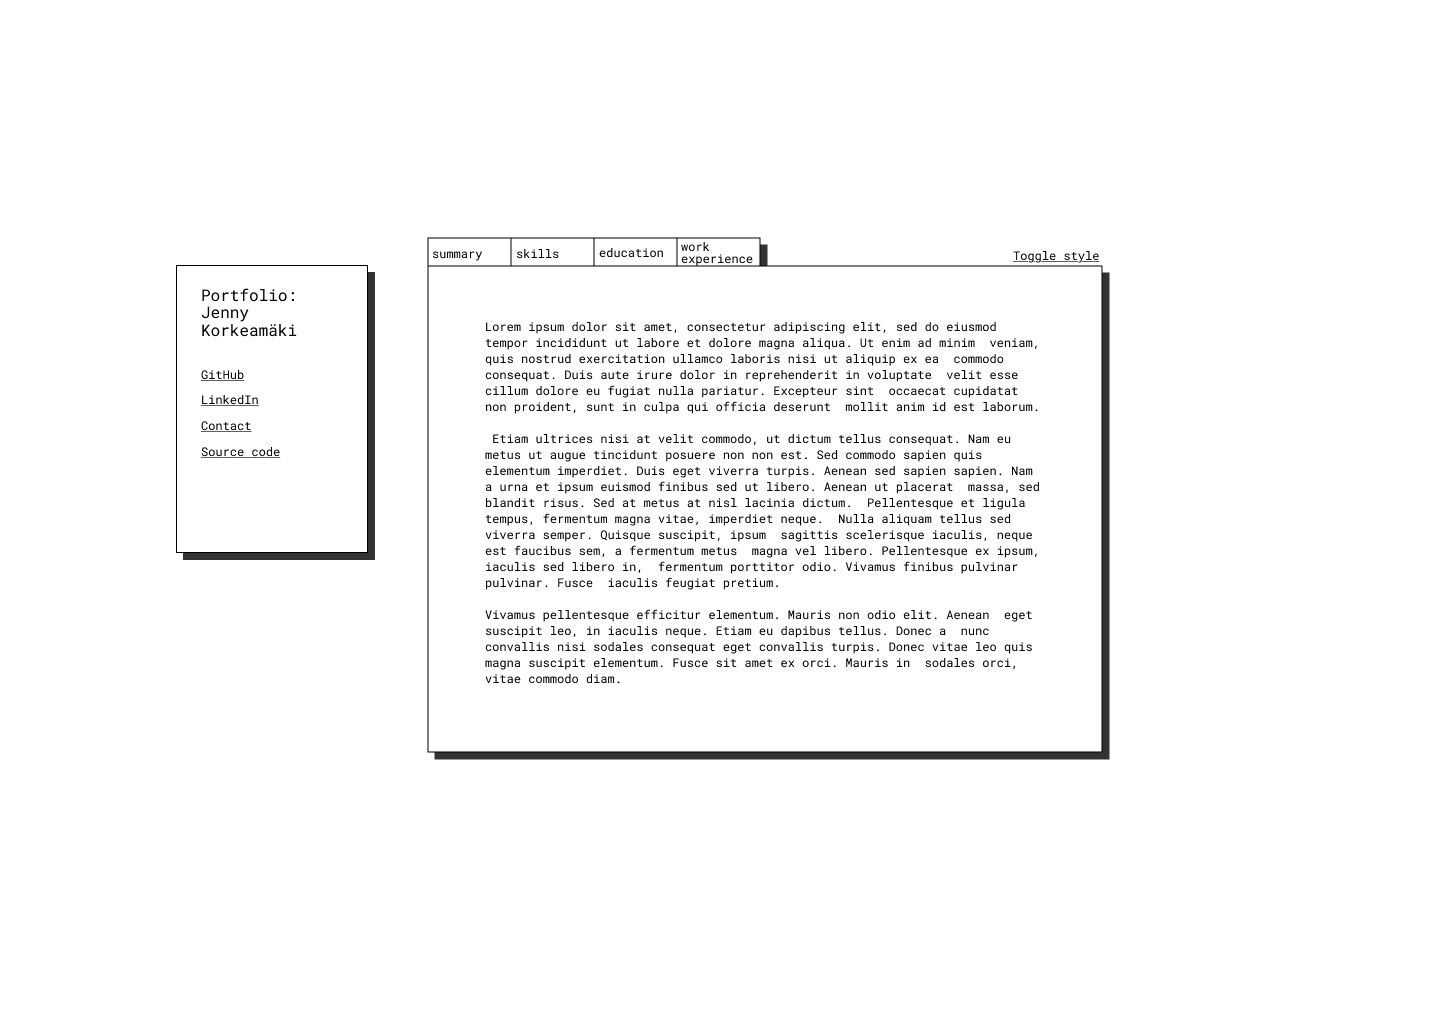 Portfolio:
Jenny
Korkeamäki
GitHub
LinkedIn
Contact
Source code
summary
skills
education
work
experience
Toggle style
Lorem ipsum dolor sit amet, consectetur adipiscing elit, sed do eiusmod
tempor incididunt ut labore et dolore magna aliqua. Ut enim ad minim  veniam,
quis nostrud exercitation ullamco laboris nisi ut aliquip ex ea  commodo
consequat. Duis aute irure dolor in reprehenderit in voluptate  velit esse
cillum dolore eu fugiat nulla pariatur. Excepteur sint  occaecat cupidatat
non proident, sunt in culpa qui officia deserunt  mollit anim id est laborum.
Etiam ultrices nisi at velit commodo, ut dictum tellus consequat. Nam eu
metus ut augue tincidunt posuere non non est. Sed commodo sapien quis
elementum imperdiet. Duis eget viverra turpis. Aenean sed sapien sapien. Nam
a urna et ipsum euismod finibus sed ut libero. Aenean ut placerat  massa, sed
blandit risus. Sed at metus at nisl lacinia dictum.  Pellentesque et ligula
tempus, fermentum magna vitae, imperdiet neque.  Nulla aliquam tellus sed
viverra semper. Quisque suscipit, ipsum  sagittis scelerisque iaculis, neque
est faucibus sem, a fermentum metus  magna vel libero. Pellentesque ex ipsum,
iaculis sed libero in,  fermentum porttitor odio. Vivamus finibus pulvinar
pulvinar. Fusce  iaculis feugiat pretium.
Vivamus pellentesque efficitur elementum. Mauris non odio elit. Aenean  eget
suscipit leo, in iaculis neque. Etiam eu dapibus tellus. Donec a  nunc
convallis nisi sodales consequat eget convallis turpis. Donec vitae leo quis
magna suscipit elementum. Fusce sit amet ex orci. Mauris in  sodales orci,
vitae commodo diam.